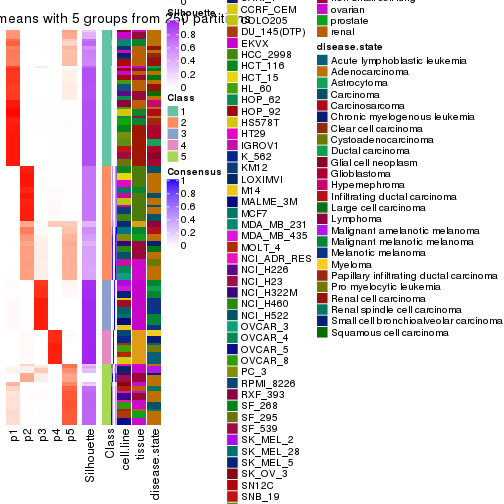 means with 5 groups from 250 partitions
Silhouette
0
1
0.8
0.6
0.4
0.2
0
Class
1
2
3
4
5
Consensus
1
0.8
0.6
0.4
0.2
0
p1
p2
p3
p4
p5
Silhouette
Class
cell.line
tissue
disease.state
CCRF_CEM
COLO205
DU_145(DTP)
EKVX
HCC_2998
HCT_116
HCT_15
HL_60
HOP_62
HOP_92
HS578T
HT29
IGROV1
K_562
KM12
LOXIMVI
M14
MALME_3M
MCF7
MDA_MB_231
MDA_MB_435
MOLT_4
NCI_ADR_RES
NCI_H226
NCI_H23
NCI_H322M
NCI_H460
NCI_H522
OVCAR_3
OVCAR_4
OVCAR_5
OVCAR_8
PC_3
RPMI_8226
RXF_393
SF_268
SF_295
SF_539
SK_MEL_2
SK_MEL_28
SK_MEL_5
SK_OV_3
SN12C
SNB_19
ovarian
prostate
renal
disease.state
Acute lymphoblastic leukemia
Adenocarcinoma
Astrocytoma
Carcinoma
Carcinosarcoma
Chronic myelogenous leukemia
Clear cell carcinoma
Cystoadenocarcinoma
Ductal carcinoma
Glial cell neoplasm
Glioblastoma
Hypernephroma
Infiltrating ductal carcinoma
Large cell carcinoma
Lymphoma
Malignant amelanotic melanoma
Malignant melanotic melanoma
Melanotic melanoma
Myeloma
Papillary infiltrating ductal carcinoma
Pro myelocytic leukemia
Renal cell carcinoma
Renal spindle cell carcinoma
Small cell bronchioalveolar carcinoma
Squamous cell carcinoma